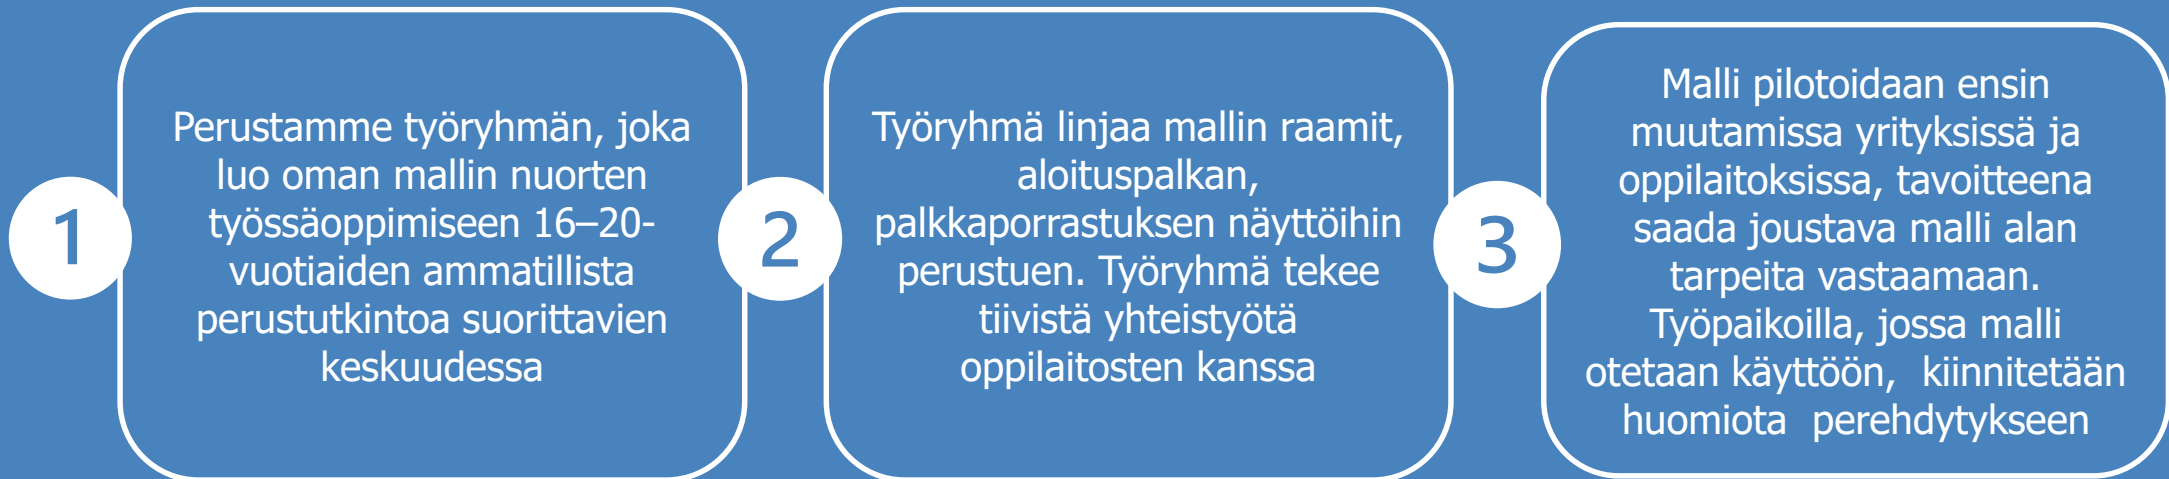 1
Perustamme työryhmän, joka
luo oman mallin nuorten
työssäoppimiseen 16–20-
vuotiaiden ammatillista
perustutkintoa suorittavien
keskuudessa
2
Työryhmä linjaa mallin raamit,
aloituspalkan,
palkkaporrastuksen näyttöihin
perustuen. Työryhmä tekee
tiivistä yhteistyötä
oppilaitosten kanssa
3
Malli pilotoidaan ensin
muutamissa yrityksissä ja
oppilaitoksissa, tavoitteena
saada joustava malli alan
tarpeita vastaamaan.
Työpaikoilla, jossa malli
otetaan käyttöön,  kiinnitetään
huomiota  perehdytykseen